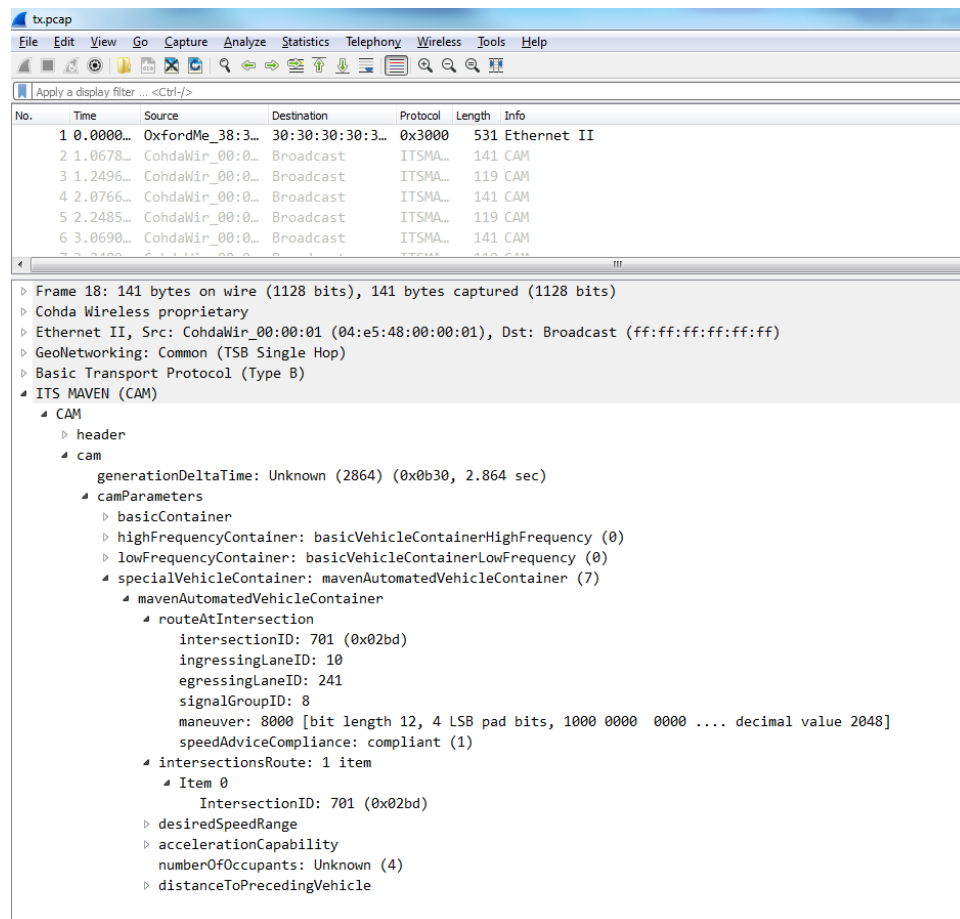 tx.pcap
File Edit View Go Capture Analyze Statistics Telephony Wireless Tools Help
Apply a display filter ... <Ctrl-/>
No. Time Source Destination Protocol Length Info
1 0.0000… OxfordMe_38:3… 30:30:30:30:3… 0x3000 531 Ethernet II
2 1.0678… CohdaWir_00:0… Broadcast ITSMA… 141 CAM
3 1.2496… CohdaWir_00:0… Broadcast ITSMA… 119 CAM
4 2.0766… CohdaWir_00:0… Broadcast ITSMA… 141 CAM
5 2.2485… CohdaWir_00:0… Broadcast ITSMA… 119 CAM
6 3.0690… CohdaWir_00:0… Broadcast ITSMA… 141 CAM
Frame 18: 141 bytes on wire (1128 bits), 141 bytes captured (1128 bits)
Cohda Wireless proprietary
Ethernet II, Src: CohdaWir_00:00:01 (04:e5:48:00:00:01), Dst: Broadcast (ff:ff:ff:ff:ff:ff)
GeoNetworking: Common (TSB Single Hop)
Basic Transport Protocol (Type B)
ITS MAVEN (CAM)
CAM
header
cam
generationDeltaTime: Unknown (2864) (0x0b30, 2.864 sec)
camParameters
basicContainer
highFrequencyContainer: basicVehicleContainerHighFrequency (0)
lowFrequencyContainer: basicVehicleContainerLowFrequency (0)
specialVehicleContainer: mavenAutomatedVehicleContainer (7)
mavenAutomatedVehicleContainer
routeAtIntersection
intersectionID: 701 (0x02bd)
ingressingLaneID: 10
egressingLaneID: 241
signalGroupID: 8
maneuver: 8000 [bit length 12, 4 LSB pad bits, 1000 0000 0000 .... decimal value 2048]
speedAdviceCompliance: compliant (1)
intersectionsRoute: 1 item
Item 0
IntersectionID: 701 (0x02bd)
desiredSpeedRange
accelerationCapability
numberOfOccupants: Unknown (4)
distanceToPrecedingVehicle